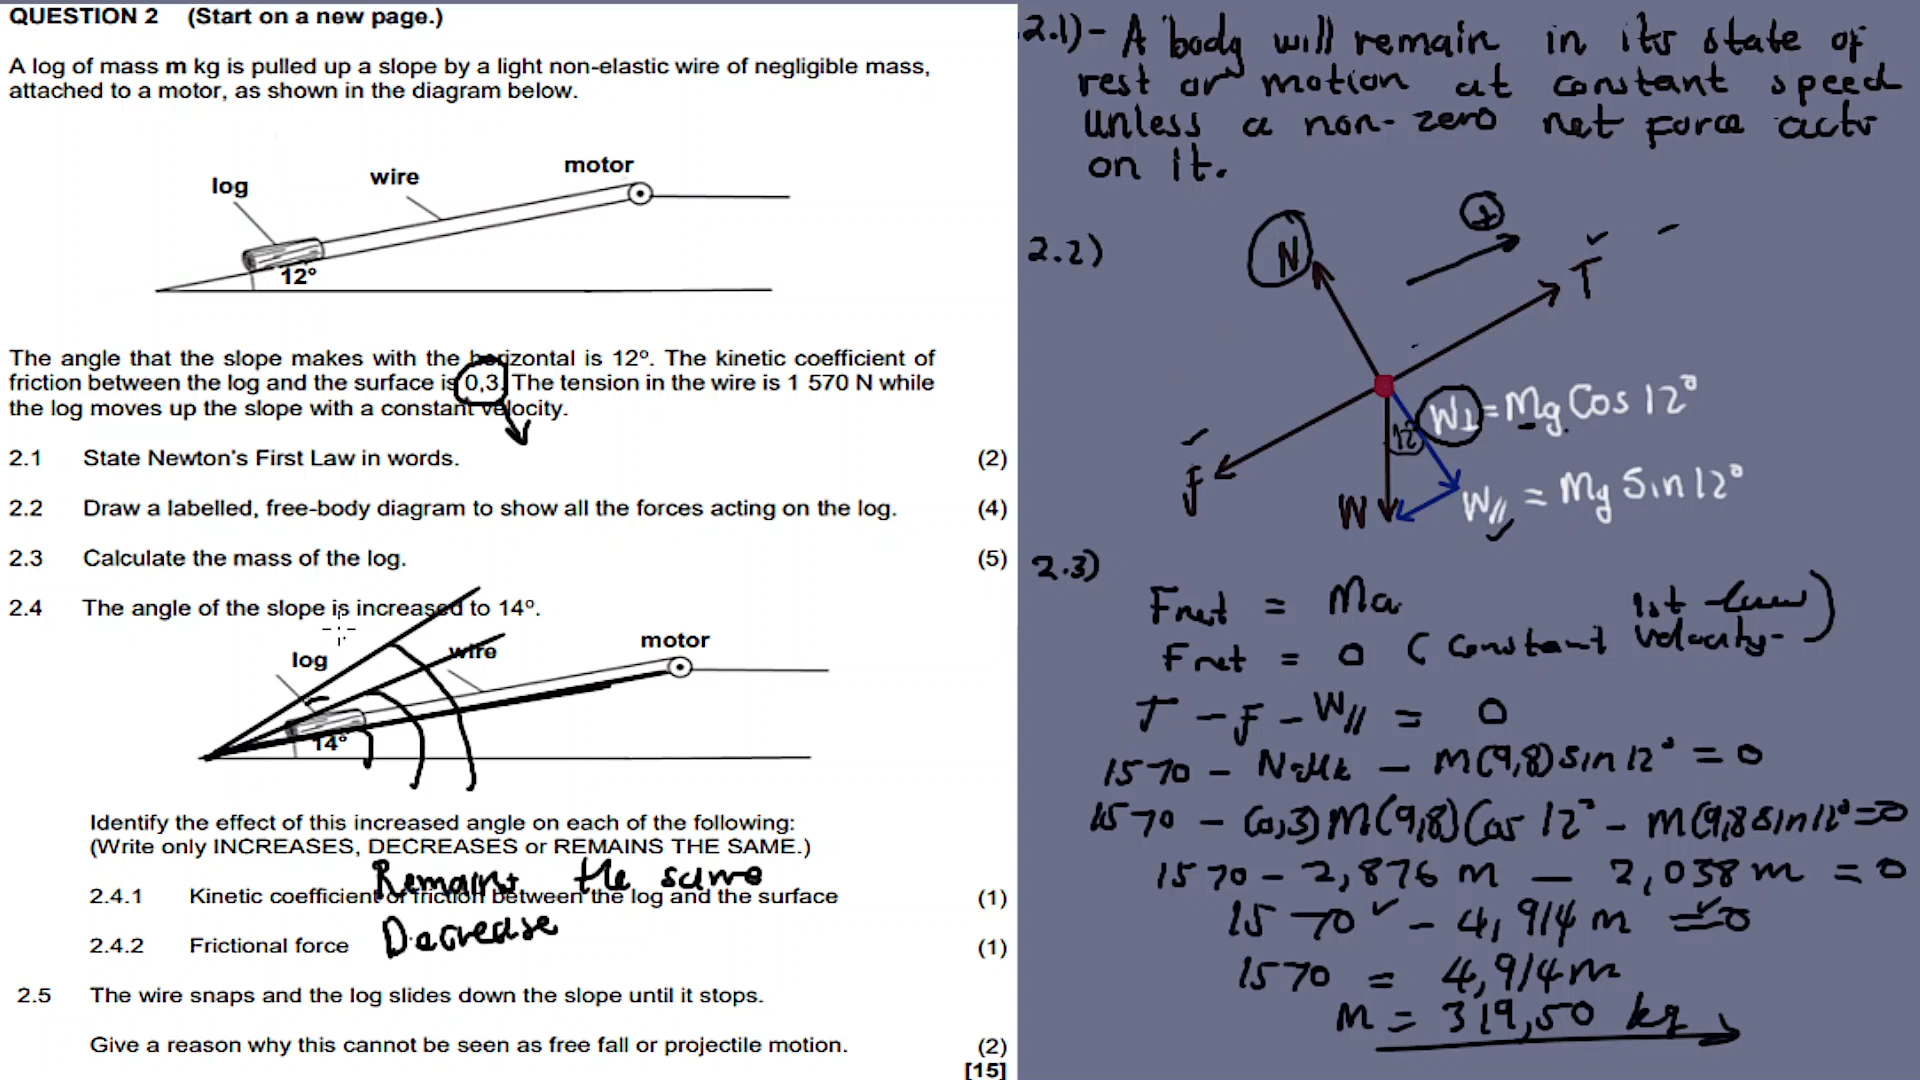 QUESTION 2 (Start on a new page.)
A log of mass m kg is pulled up a slope by a light non-elastic wire of negligible mass,
attached to a motor, as shown in the diagram below.
log
wire
motor
12°
The angle that the slope makes with the horizontal is 12°. The kinetic coefficient of
friction between the log and the surface is 0,3. The tension in the wire is 1 570 N while
the log moves up the slope with a constant velocity.
2.1 State Newton's First Law in words. (2)
2.2 Draw a labelled, free-body diagram to show all the forces acting on the log. (4)
2.3 Calculate the mass of the log. (5)
2.4 The angle of the slope is increased to 14°.
log
wire
motor
14°
Identify the effect of this increased angle on each of the following:
(Write only INCREASES, DECREASES or REMAINS THE SAME.)
Remains the same
2.4.1 Kinetic coefficient of friction between the log and the surface (1)
2.4.2 Frictional force Decrease (1)
2.5 The wire snaps and the log slides down the slope until it stops.
Give a reason why this cannot be seen as free fall or projectile motion. (2)
[15]
2.1) - A body will remain in its state of
rest or motion at constant speed
unless a non-zero net force acts
on it.
2.2)
N
+
T
W⊥ = Mg Cos 12°
12
f
W
W// = Mg Sin 12°
2.3)
Fnet = Ma
1st law)
Fnet = 0 (constant velocity-
T - f - W// = 0
1570 - N·μk - M(9,8) Sin 12° = 0
1570 - (0,3) M(9,8) Cos 12° - M(9,8 Sin 12° = 0
1570 - 2,876 m - 2,038 m = 0
1570 - 4,914 m = 0
1570 = 4,914 m
M = 319,50 kg